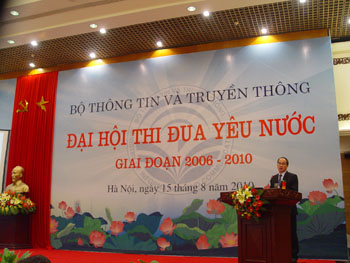 BỘ THÔNG TIN VÀ TRUYỀN THÔNG
ĐẠI HỘI THI ĐUA YÊU NƯỚC
GIAI ĐOẠN 2006 - 2010
Hà Nội, ngày 15 tháng 8 năm 2010